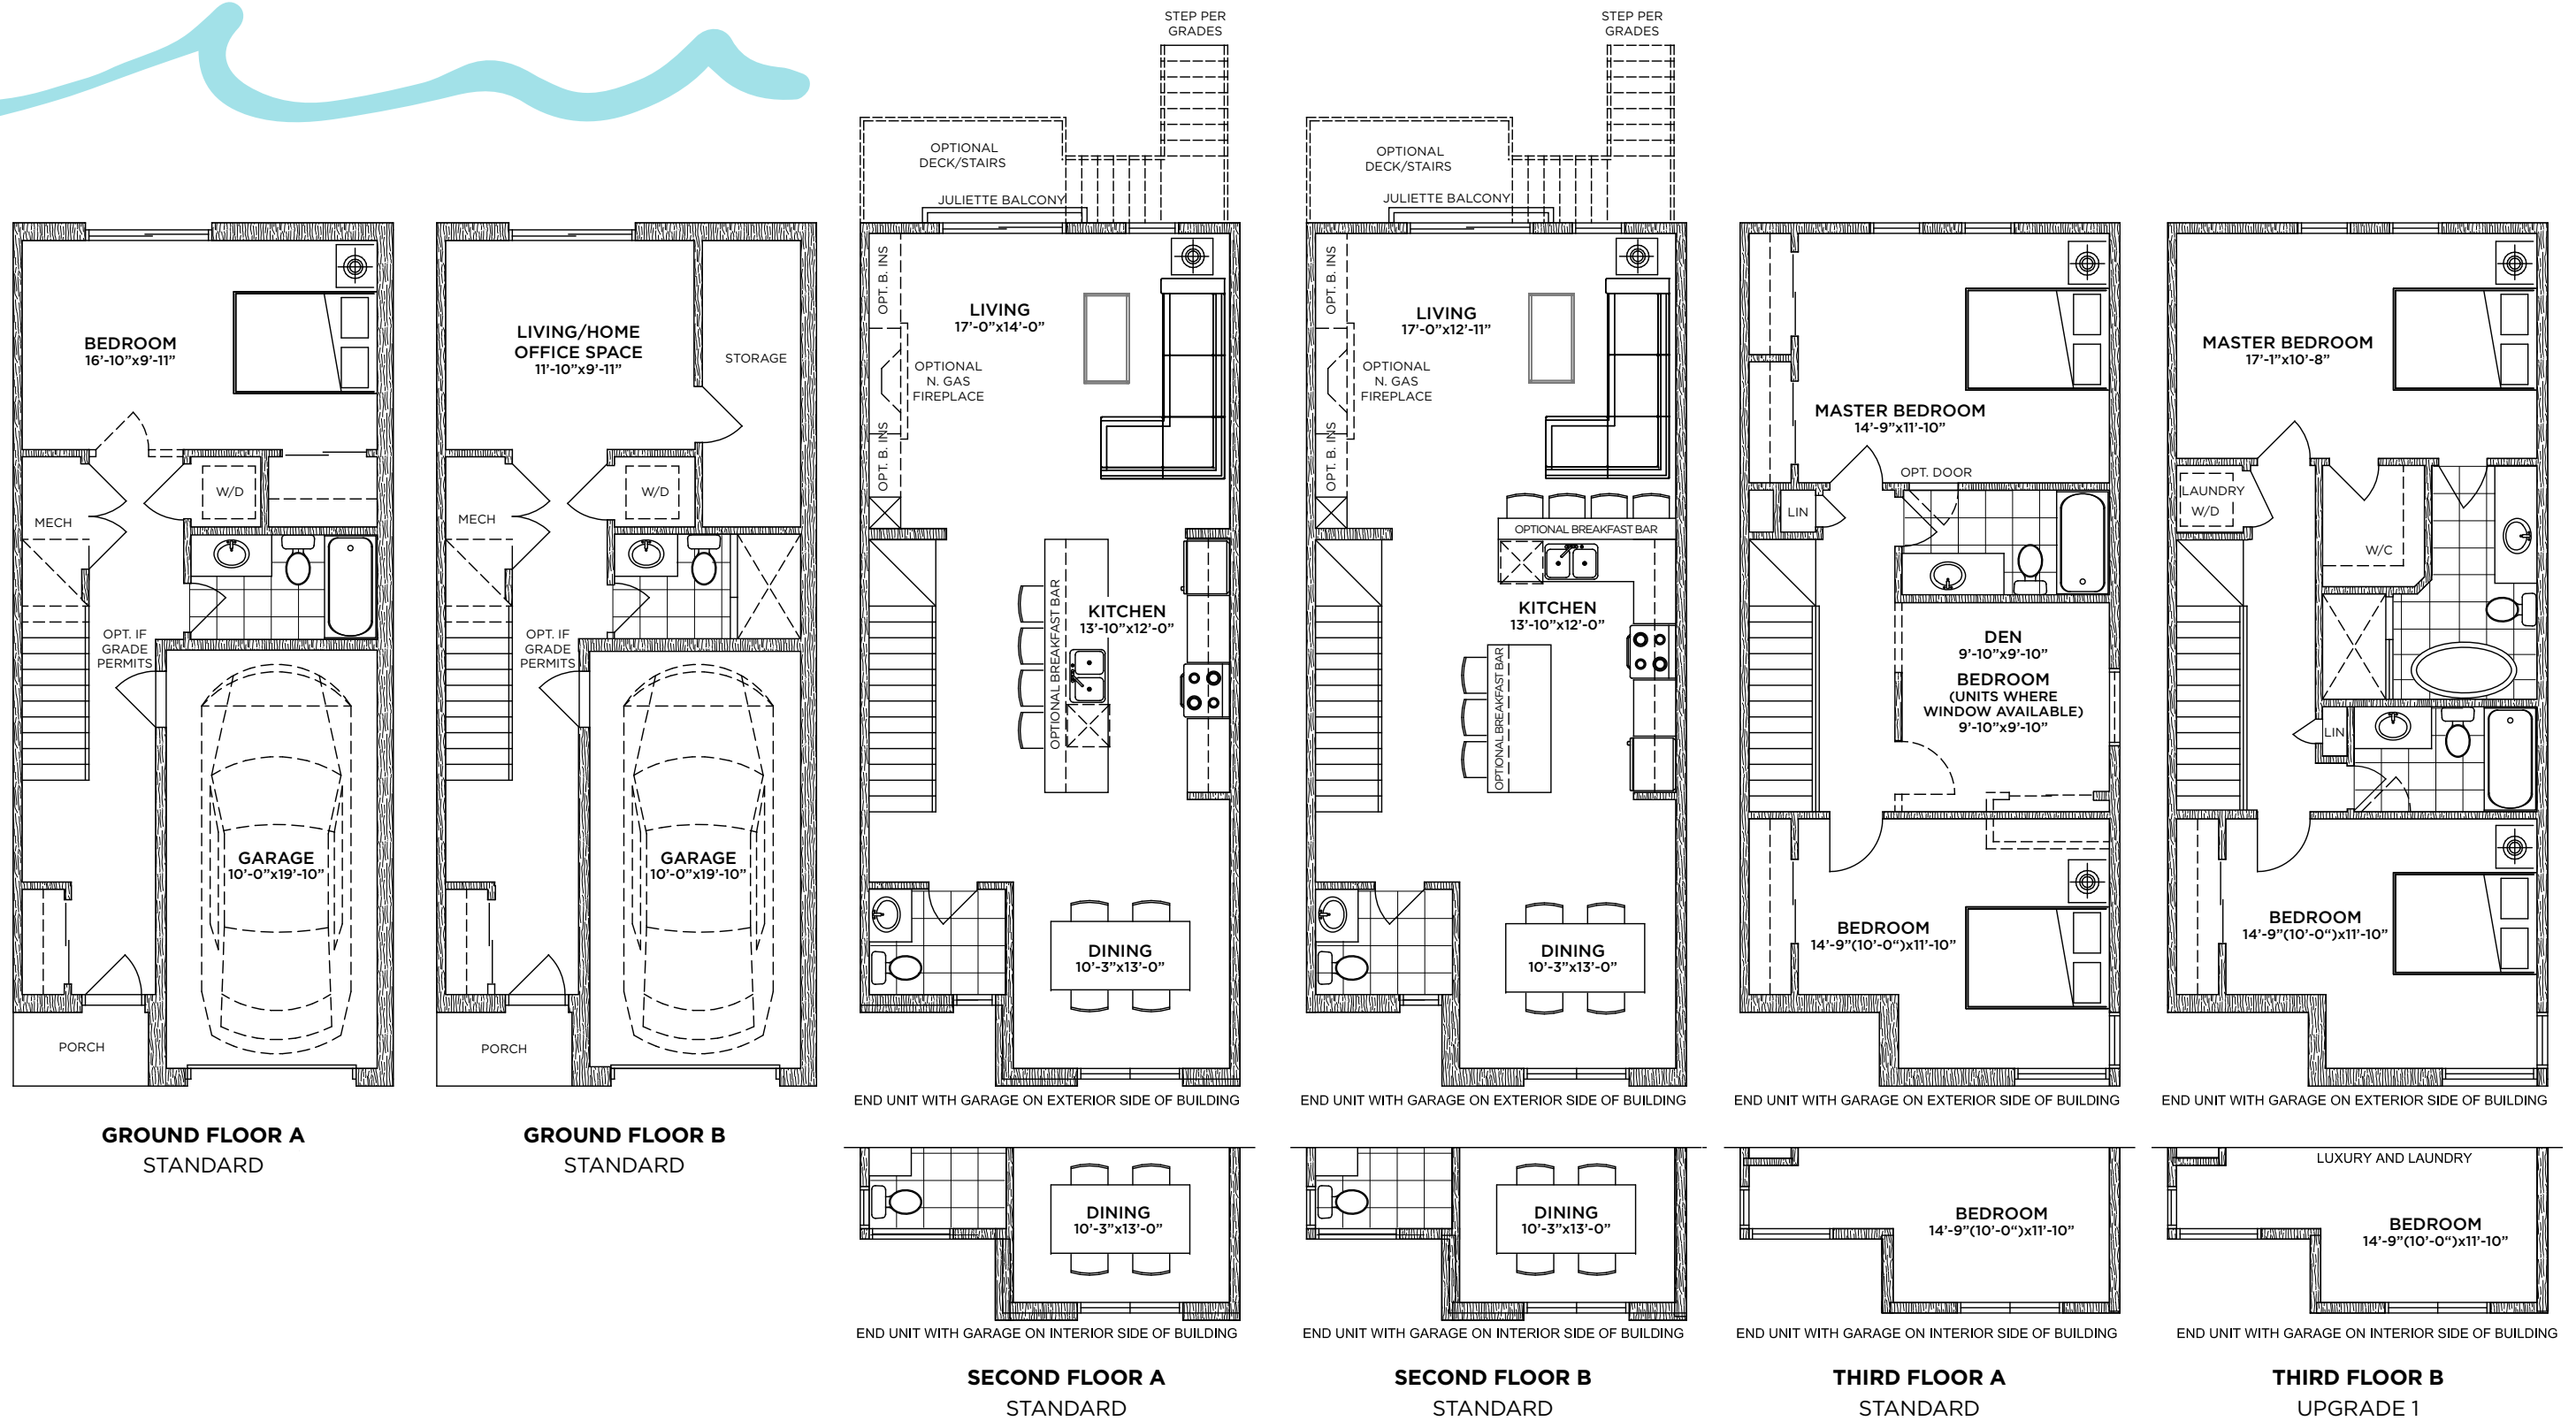 BEDROOM
16'-10”x9'-11”
MECH
W/D
OPT. IF
GRADE
PERMITS
GARAGE
10'-0”x19'-10”
PORCH
GROUND FLOOR A
STANDARD
LIVING/HOME
OFFICE SPACE
11'-10”x9'-11”
STORAGE
MECH
W/D
OPT. IF
GRADE
PERMITS
GARAGE
10'-0”x19'-10”
PORCH
GROUND FLOOR B
STANDARD
STEP PER
GRADES
OPTIONAL
DECK/STAIRS
JULIETTE BALCONY
OPT. B. INS
LIVING
17'-0”x14'-0”
OPTIONAL
N. GAS
FIREPLACE
OPT. B. INS
OPTIONAL BREAKFAST BAR
KITCHEN
13'-10”x12'-0”
DINING
10'-3”x13'-0”
END UNIT WITH GARAGE ON EXTERIOR SIDE OF BUILDING
DINING
10'-3”x13'-0”
END UNIT WITH GARAGE ON INTERIOR SIDE OF BUILDING
SECOND FLOOR A
STANDARD
STEP PER
GRADES
OPTIONAL
DECK/STAIRS
JULIETTE BALCONY
OPT. B. INS
LIVING
17'-0”x12'-11”
OPTIONAL
N. GAS
FIREPLACE
OPT. B. INS
OPTIONAL BREAKFAST BAR
KITCHEN
13'-10”x12'-0”
OPTIONAL BREAKFAST BAR
DINING
10'-3”x13'-0”
END UNIT WITH GARAGE ON EXTERIOR SIDE OF BUILDING
DINING
10'-3”x13'-0”
END UNIT WITH GARAGE ON INTERIOR SIDE OF BUILDING
SECOND FLOOR B
STANDARD
MASTER BEDROOM
14'-9”x11'-10”
OPT. DOOR
LIN
DEN
9'-10”x9'-10”
BEDROOM
(UNITS WHERE
WINDOW AVAILABLE)
9'-10”x9'-10”
BEDROOM
14'-9”(10'-0“)x11'-10”
END UNIT WITH GARAGE ON EXTERIOR SIDE OF BUILDING
BEDROOM
14'-9”(10'-0“)x11'-10”
END UNIT WITH GARAGE ON INTERIOR SIDE OF BUILDING
THIRD FLOOR A
STANDARD
MASTER BEDROOM
17'-1”x10'-8”
LAUNDRY
W/D
W/C
LIN
BEDROOM
14'-9”(10'-0“)x11'-10”
END UNIT WITH GARAGE ON EXTERIOR SIDE OF BUILDING
LUXURY AND LAUNDRY
BEDROOM
14'-9”(10'-0“)x11'-10”
END UNIT WITH GARAGE ON INTERIOR SIDE OF BUILDING
THIRD FLOOR B
UPGRADE 1